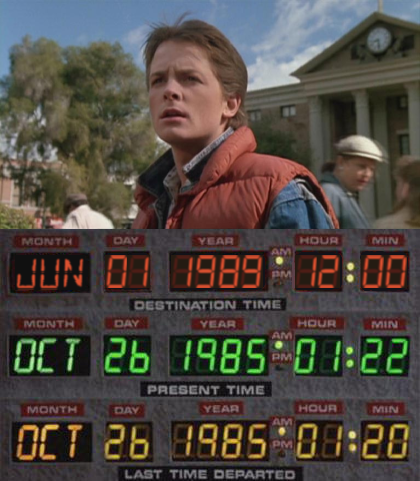 MONTH DAY YEAR HOUR MIN
JUN 01 1989 AM PM 12:00
DESTINATION TIME
MONTH DAY YEAR HOUR MIN
OCT 26 1985 AM PM 01:22
PRESENT TIME
MONTH DAY YEAR HOUR MIN
OCT 26 1985 AM PM 01:20
LAST TIME DEPARTED